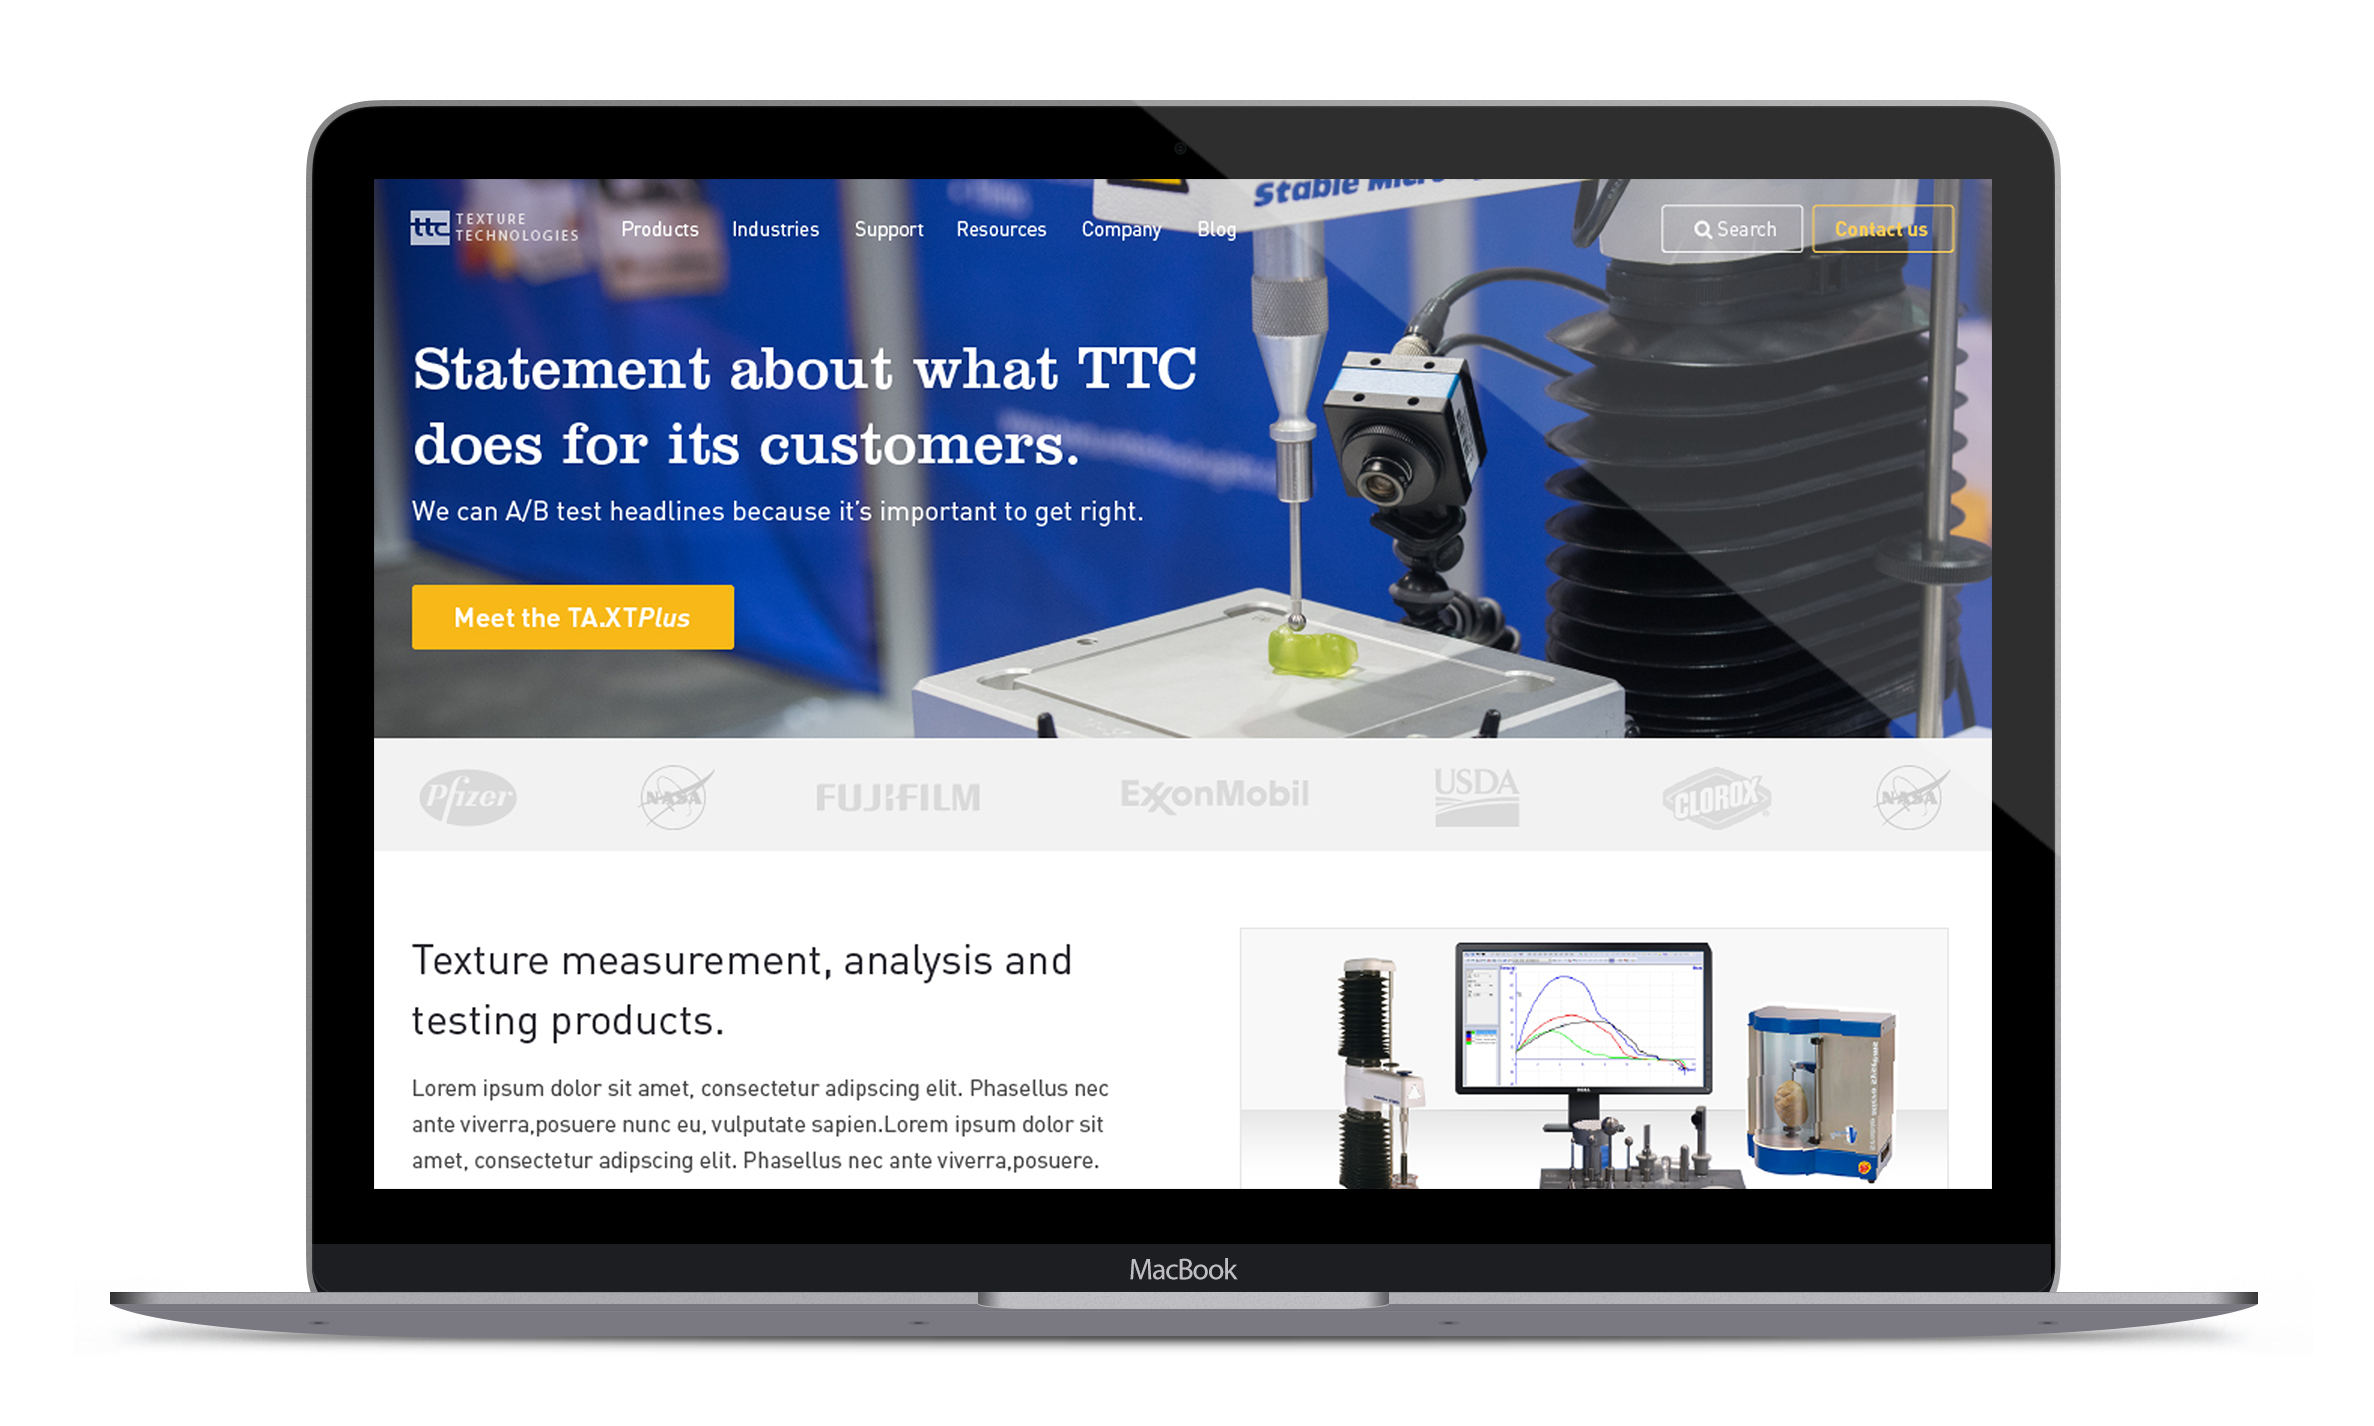 Stable Micro
ttc TEXTURE
TECHNOLOGIES
Products Industries Support Resources Company Blog
Search Contact us
Statement about what TTC
does for its customers.
We can A/B test headlines because it's important to get right.
Meet the TA.XTPlus
Pfizer NASA FUJIFILM ExxonMobil USDA CLOROX NASA
Texture measurement, analysis and
testing products.
Lorem ipsum dolor sit amet, consectetur adipscing elit. Phasellus nec
ante viverra,posuere nunc eu, vulputate sapien.Lorem ipsum dolor sit
amet, consectetur adipscing elit. Phasellus nec ante viverra,posuere.
DELL
MacBook